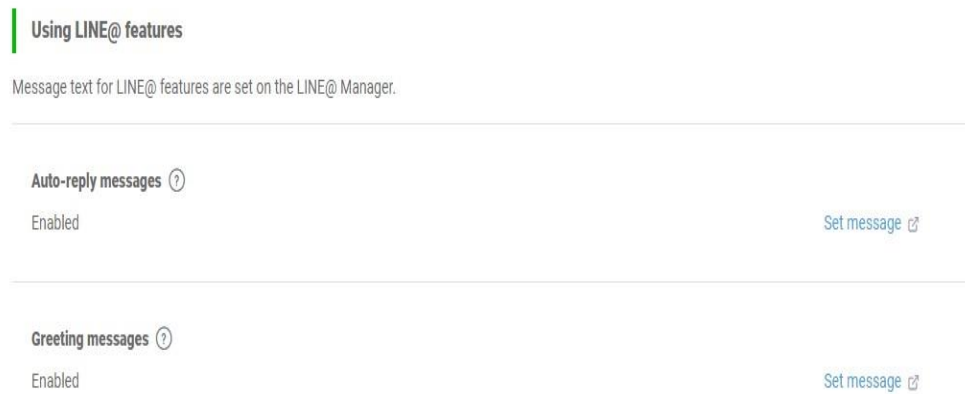 Using LINE@ features
Message text for LINE@ features are set on the LINE@ Manager.
Auto-reply messages ?
Enabled
Set message
Greeting messages ?
Enabled
Set message